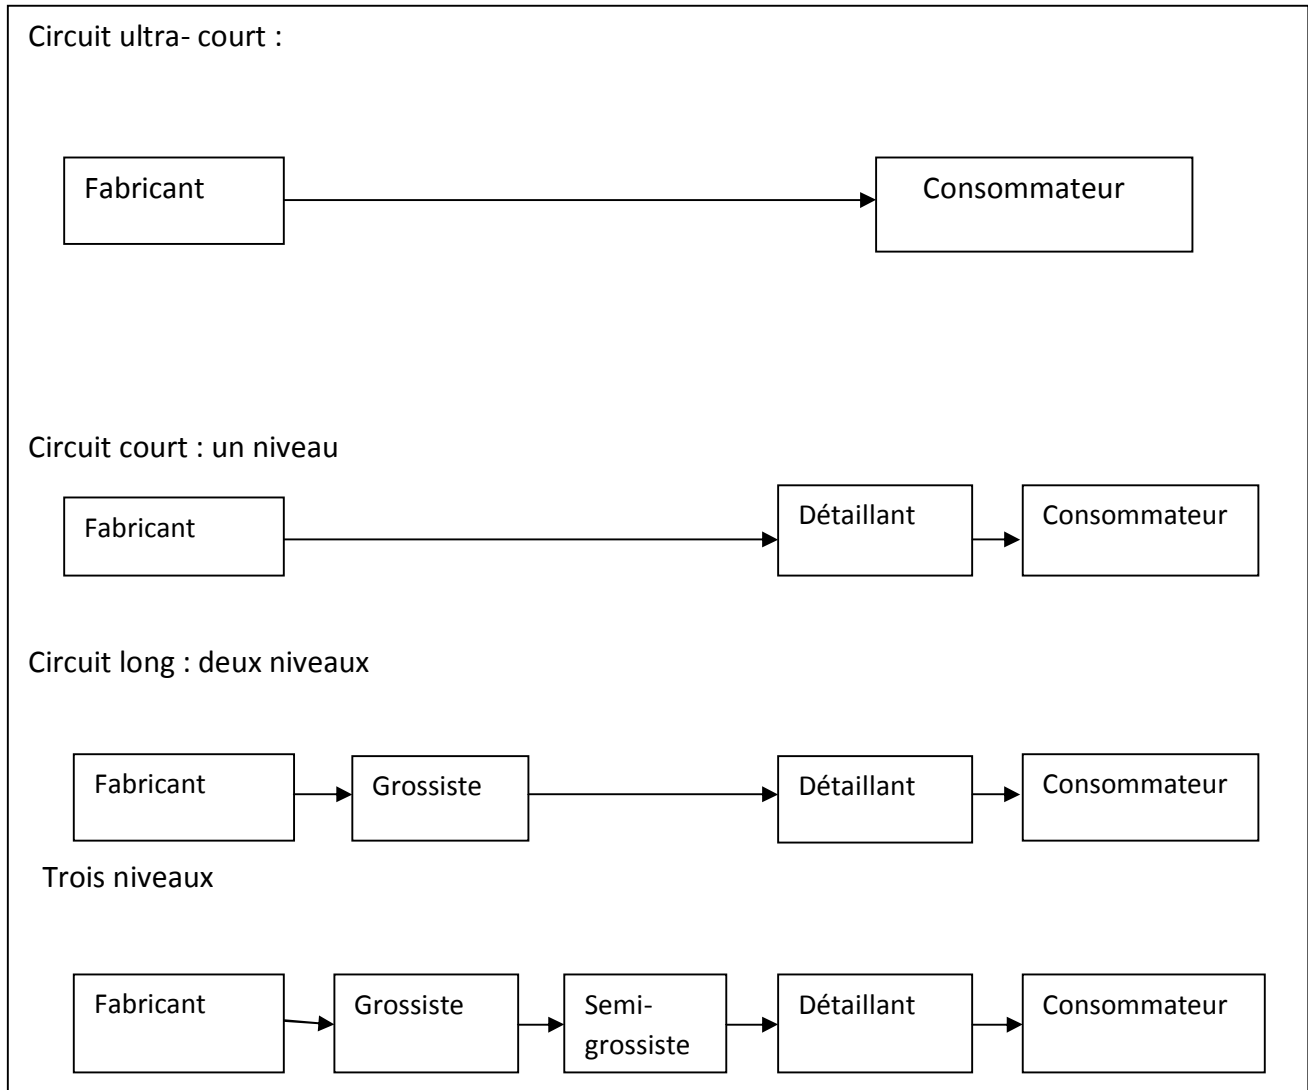 Circuit ultra- court :
Fabricant
Consommateur
Circuit court : un niveau
Fabricant
Détaillant
Consommateur
Circuit long : deux niveaux
Fabricant
Grossiste
Détaillant
Consommateur
Trois niveaux
Fabricant
Grossiste
Semi-
grossiste
Détaillant
Consommateur